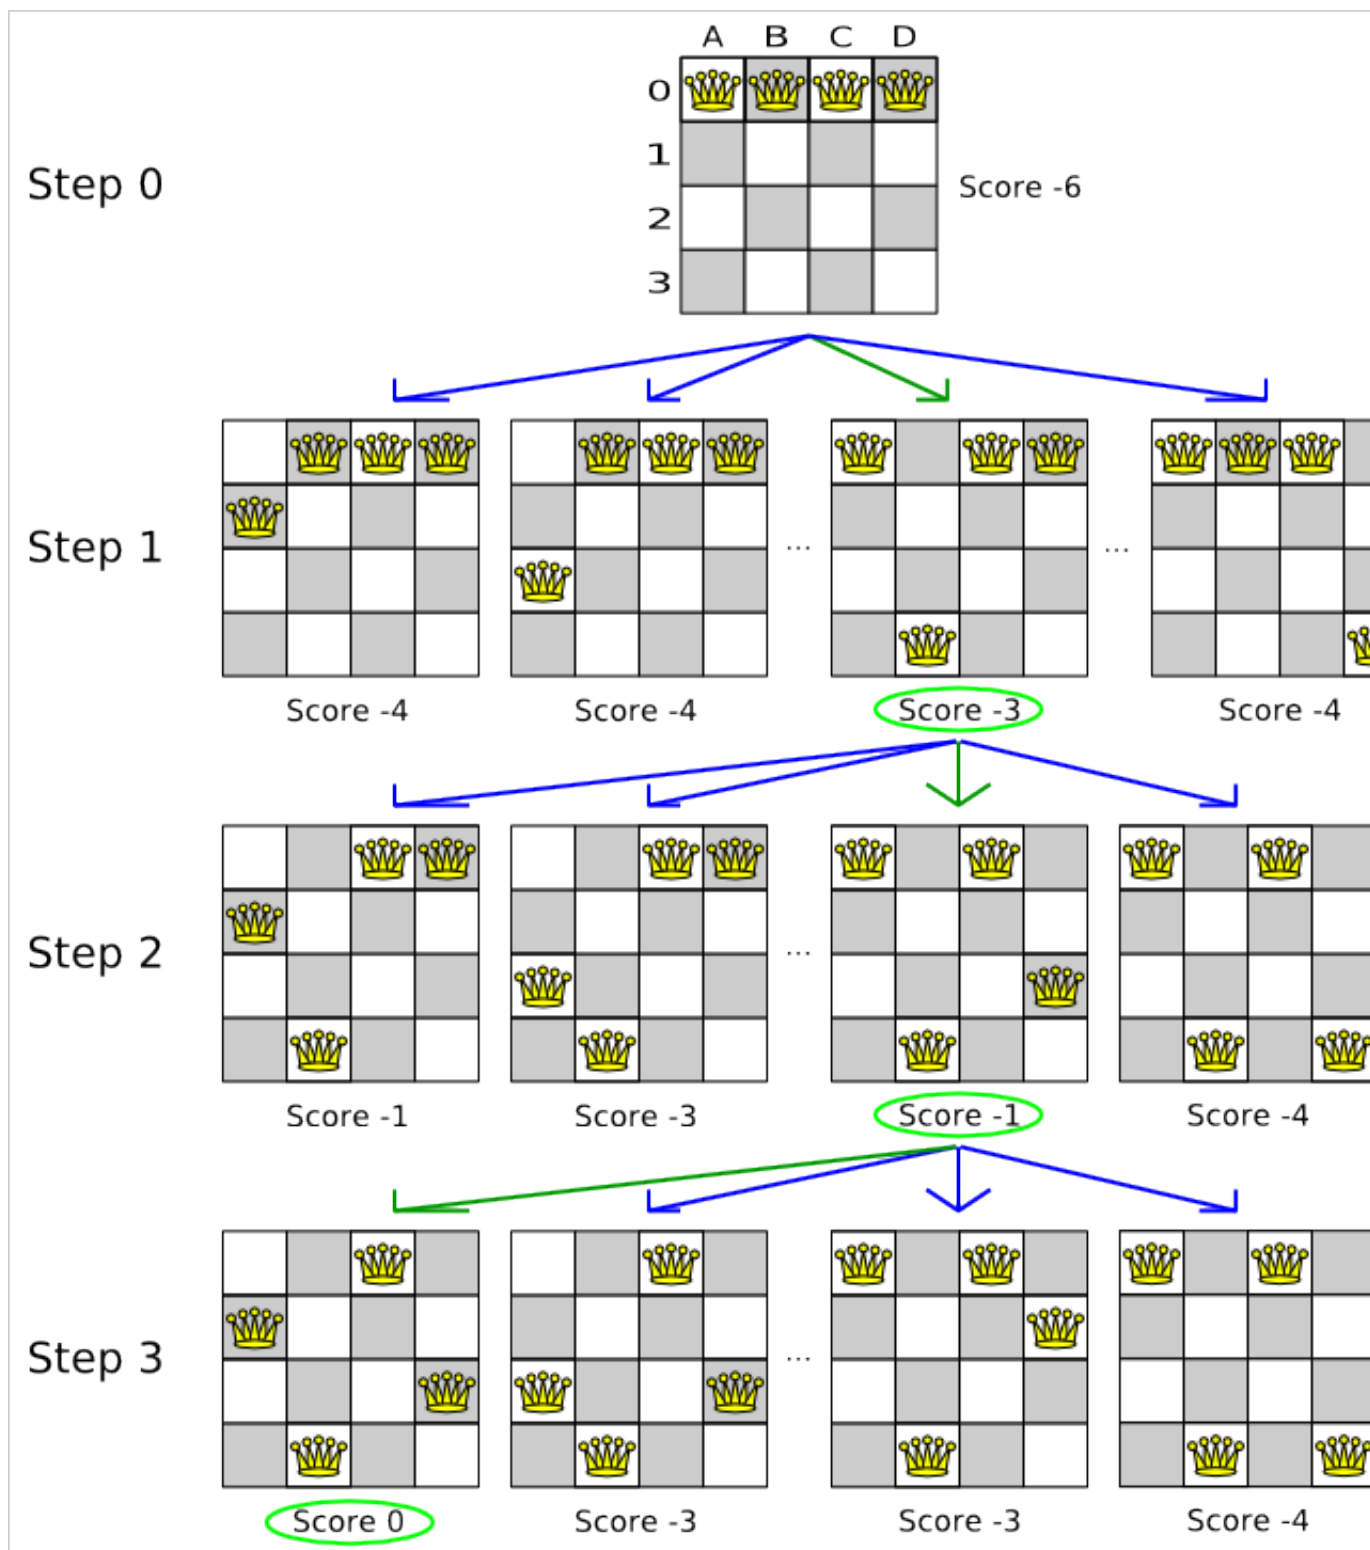 A B C D
0
1
Step 0 Score -6
2
3
Step 1 ... ...
Score -4 Score -4 Score -3 Score -4
Step 2 ...
Score -1 Score -3 Score -1 Score -4
Step 3 ...
Score 0 Score -3 Score -3 Score -4